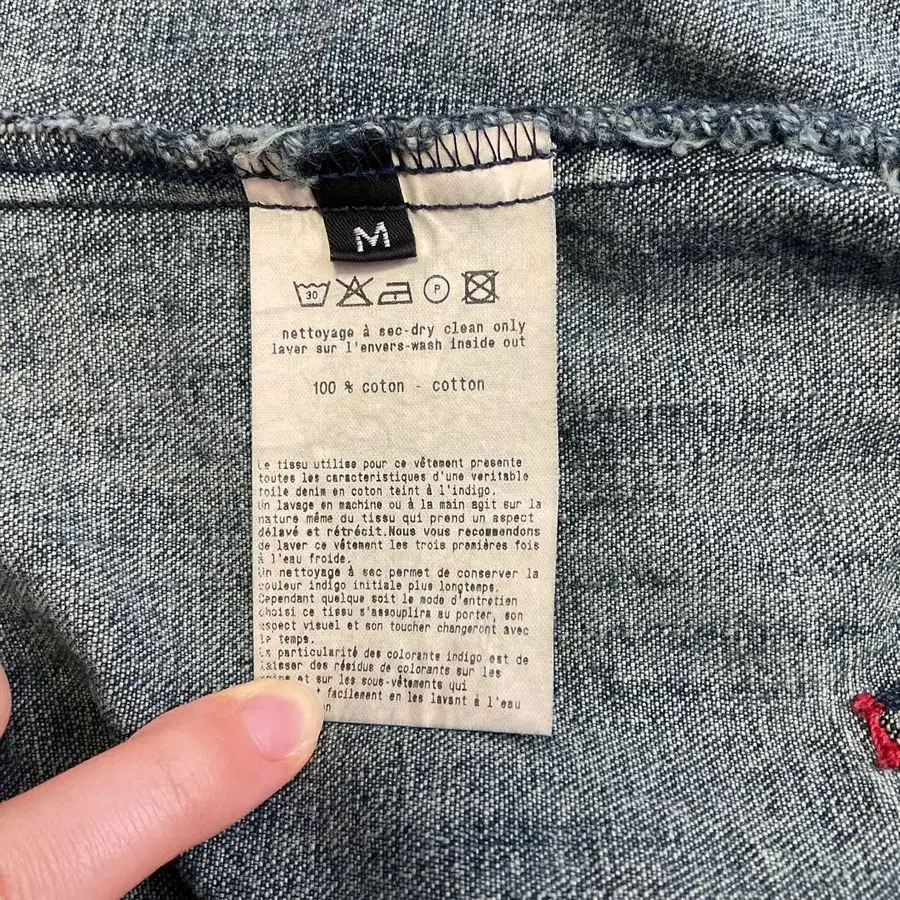 M
30 P
nettoyage à sec-dry clean only
laver sur l'envers-wash inside out
100 % coton - cotton
Le tissu utilise pour ce vêtement presente
toutes les caracteristiques d'une veritable
toile denim en coton teint à l'indigo.
Un lavage en machine ou à la main agit sur la
nature même du tissu qui prend un aspect
délavé et rétrécit.Nous vous recommendons
de laver ce vêtement les trois premières fois
à l'eau froide.
Un nettoyage à sec permet de conserver la
couleur indigo initiale plus longtemps.
Cependant quelque soit le mode d'entretien
choisi ce tissu s'assouplira au porter, son
aspect visuel et son toucher changeront avec
le temps.
La particularité des colorants indigo est de
laisser des résidus de colorants sur les
et sur les sous-vêtements qui
facilement en les lavant à l'eau